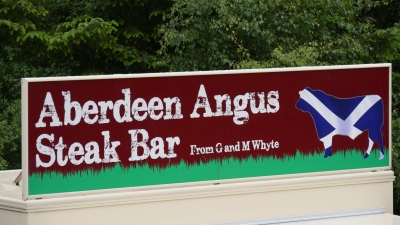 Aberdeen Angus
Steak Bar From G and M Whyte